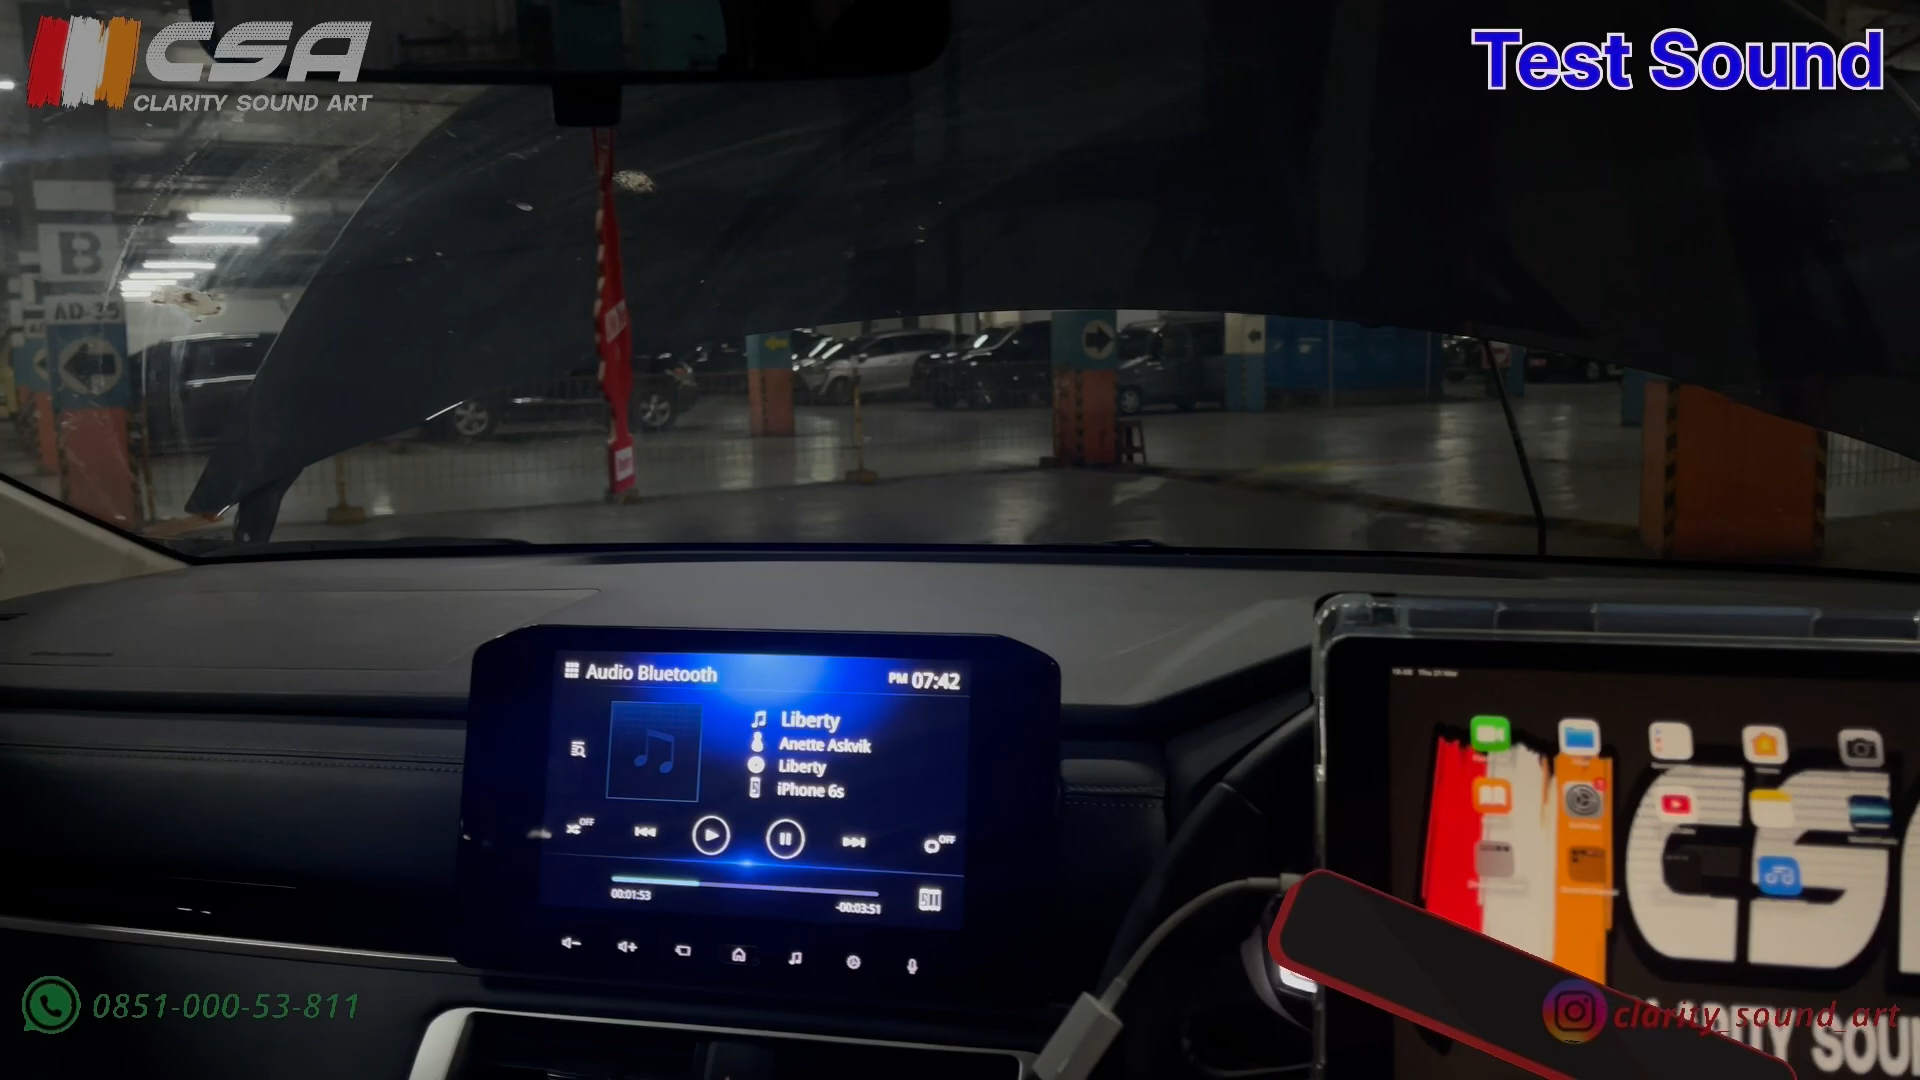 CSA
CLARITY SOUND ART
Test Sound
B
AD-35
Audio Bluetooth
PM 07:42
Liberty
Anette Askvik
Liberty
iPhone 6s
OFF
OFF
00:01:53
-00:03:51
0851-000-53-811
clarity_sound_art